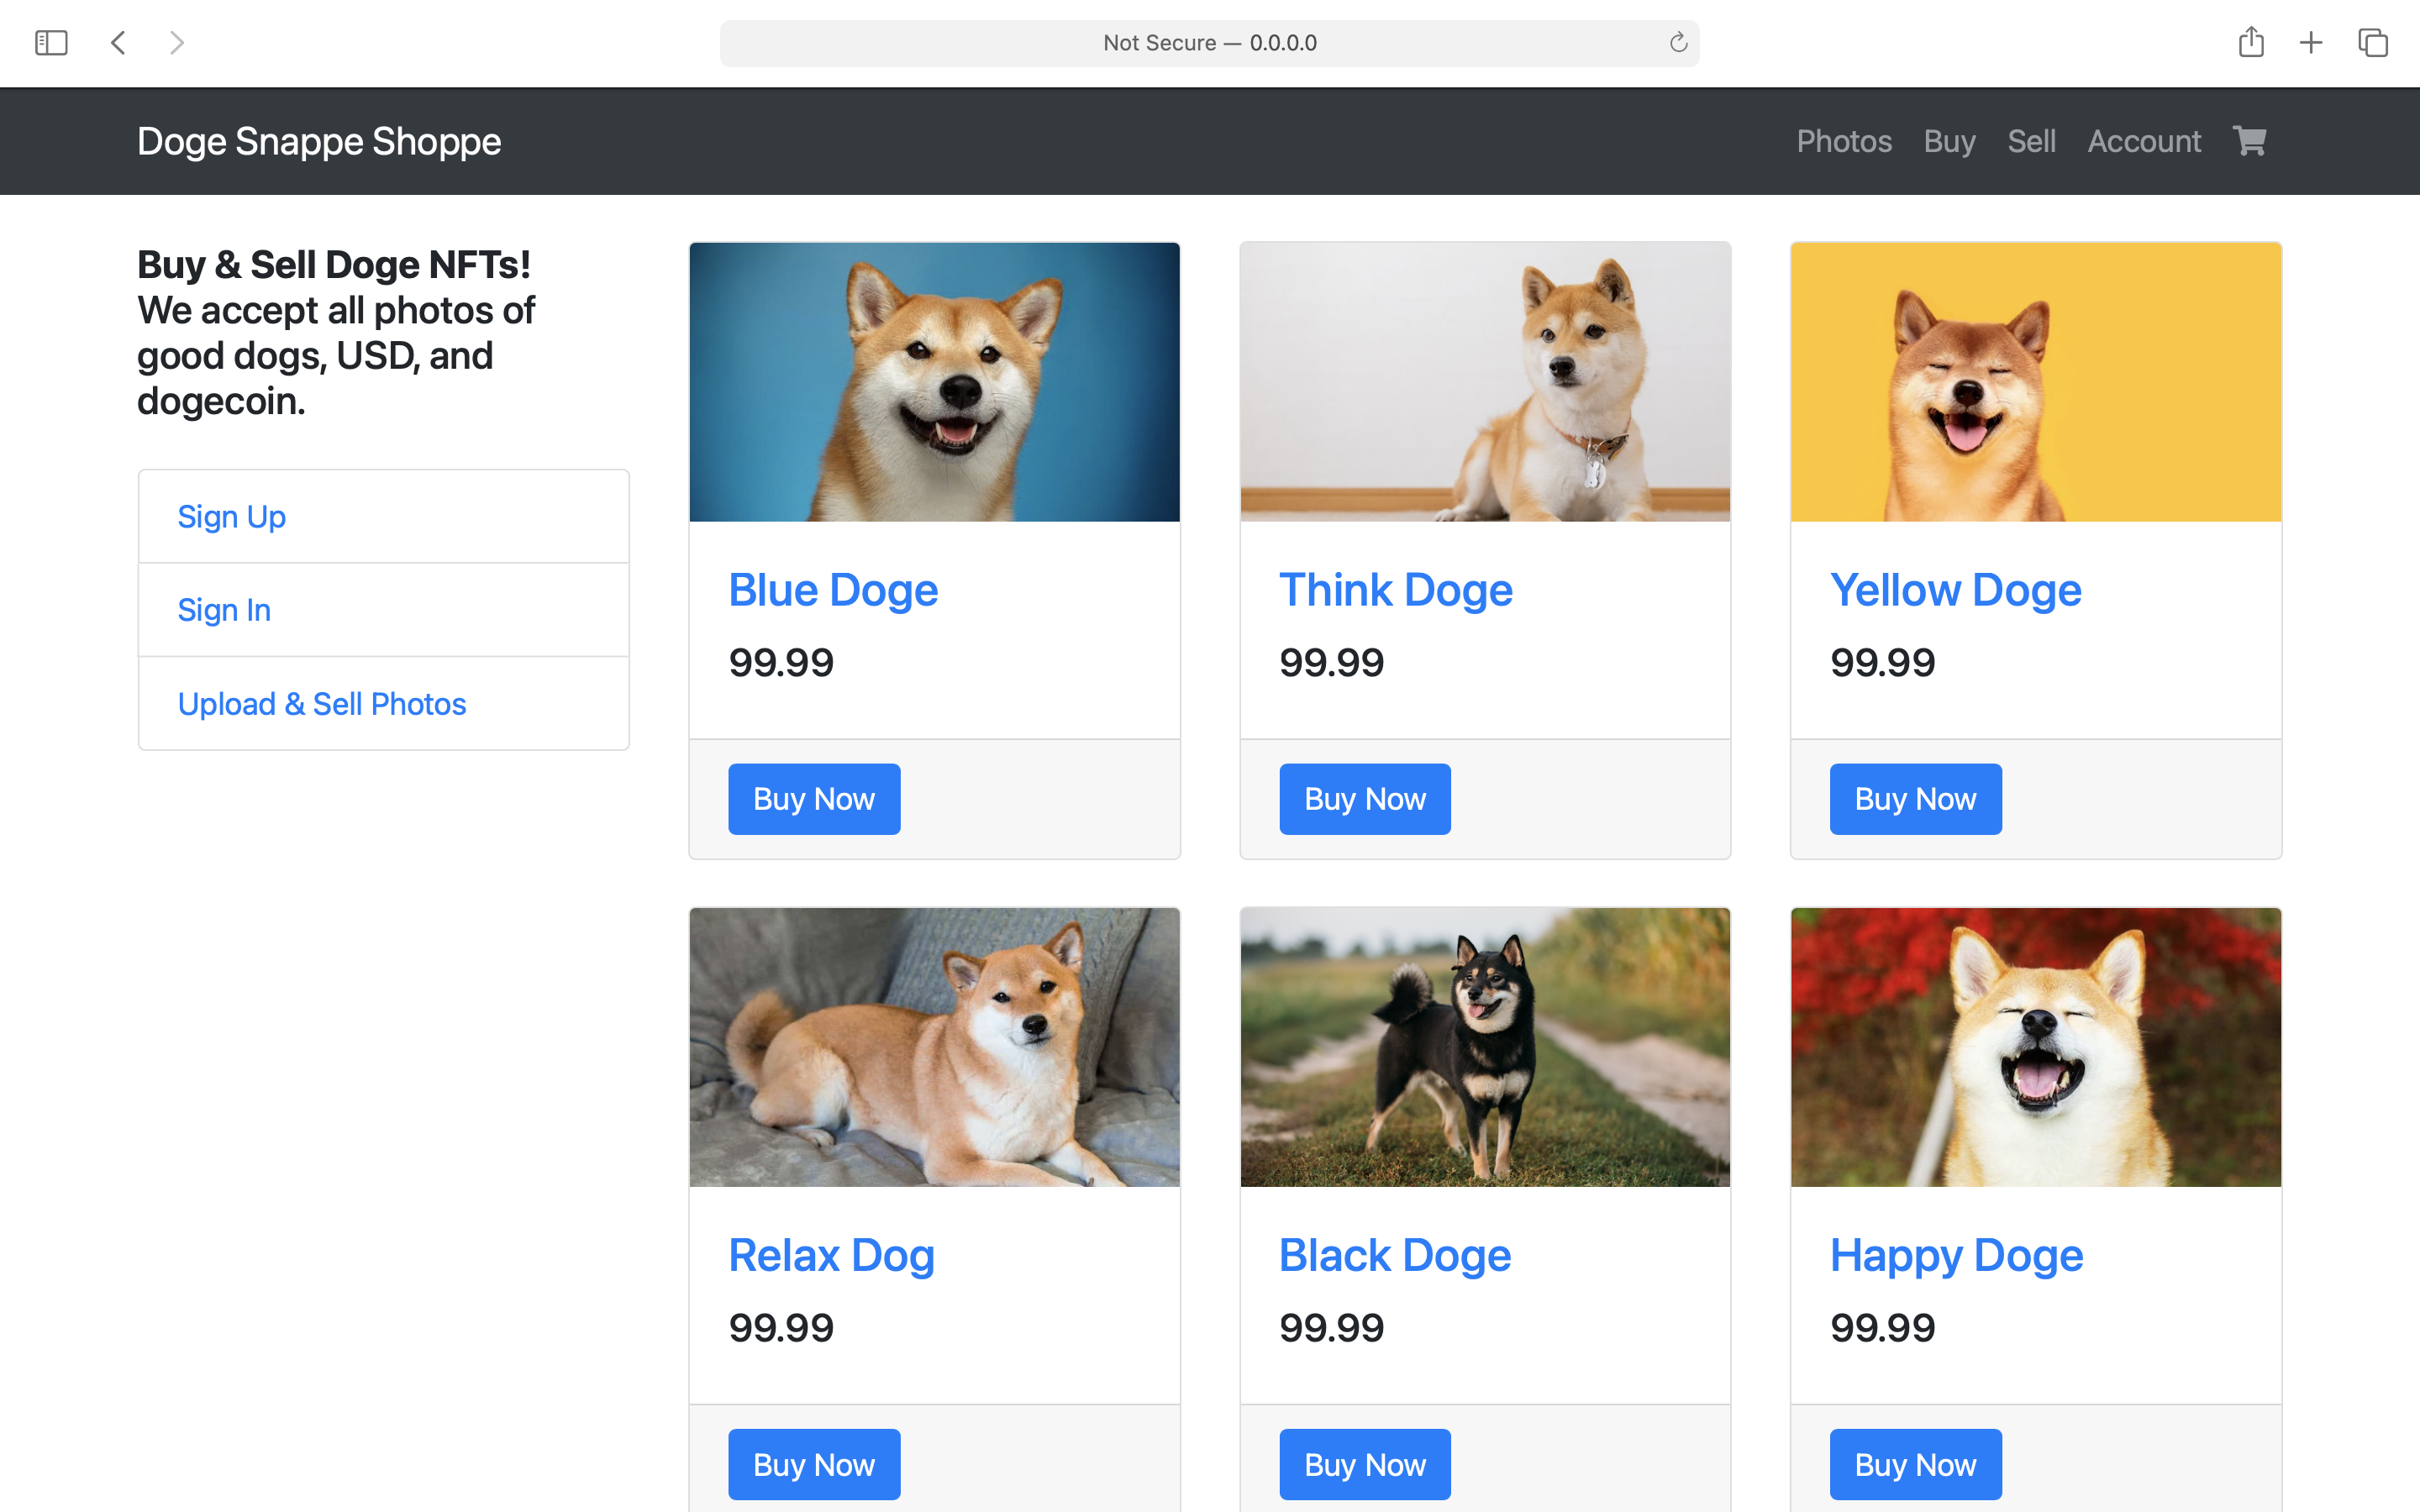 Not Secure — 0.0.0.0
Doge Snappe Shoppe
Photos Buy Sell Account
Buy & Sell Doge NFTs!
We accept all photos of
good dogs, USD, and
dogecoin.
Sign Up
Sign In
Upload & Sell Photos
Blue Doge
99.99
Buy Now
Think Doge
99.99
Buy Now
Yellow Doge
99.99
Buy Now
Relax Dog
99.99
Buy Now
Black Doge
99.99
Buy Now
Happy Doge
99.99
Buy Now